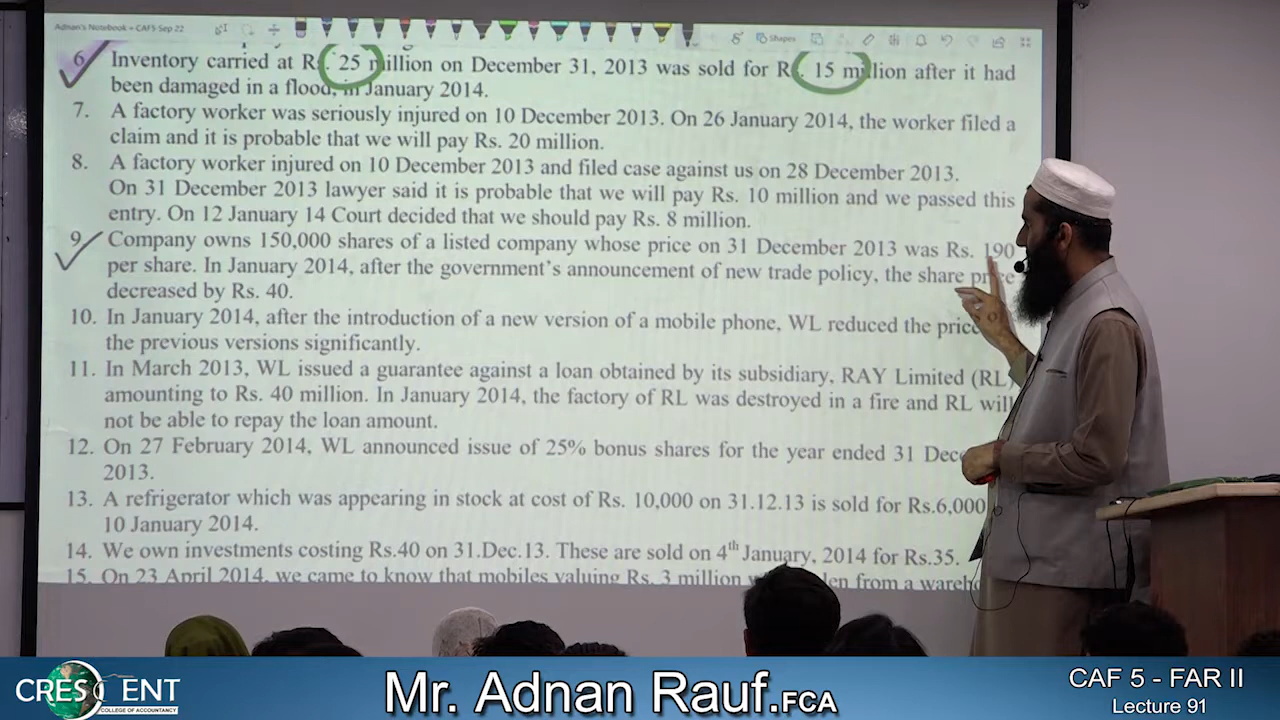 Adnan's Notebook » CAF5-Sep 22
Shapes
6. Inventory carried at Rs. 25 million on December 31, 2013 was sold for Rs. 15 million after it had
been damaged in a flood, in January 2014.
7. A factory worker was seriously injured on 10 December 2013. On 26 January 2014, the worker filed a
claim and it is probable that we will pay Rs. 20 million.
8. A factory worker injured on 10 December 2013 and filed case against us on 28 December 2013.
On 31 December 2013 lawyer said it is probable that we will pay Rs. 10 million and we passed this
entry. On 12 January 14 Court decided that we should pay Rs. 8 million.
9. Company owns 150,000 shares of a listed company whose price on 31 December 2013 was Rs. 190
per share. In January 2014, after the government's announcement of new trade policy, the share price
decreased by Rs. 40.
10. In January 2014, after the introduction of a new version of a mobile phone, WL reduced the price
the previous versions significantly.
11. In March 2013, WL issued a guarantee against a loan obtained by its subsidiary, RAY Limited (RL)
amounting to Rs. 40 million. In January 2014, the factory of RL was destroyed in a fire and RL will
not be able to repay the loan amount.
12. On 27 February 2014, WL announced issue of 25% bonus shares for the year ended 31 Dec
2013.
13. A refrigerator which was appearing in stock at cost of Rs. 10,000 on 31.12.13 is sold for Rs.6,000
10 January 2014.
14. We own investments costing Rs.40 on 31.Dec.13. These are sold on 4th January, 2014 for Rs.35.
15. On 23 April 2014, we came to know that mobiles valuing Rs. 3 million from a
CRESCENT
COLLEGE OF ACCOUNTANCY
Mr. Adnan Rauf.FCA
CAF 5 - FAR II
Lecture 91